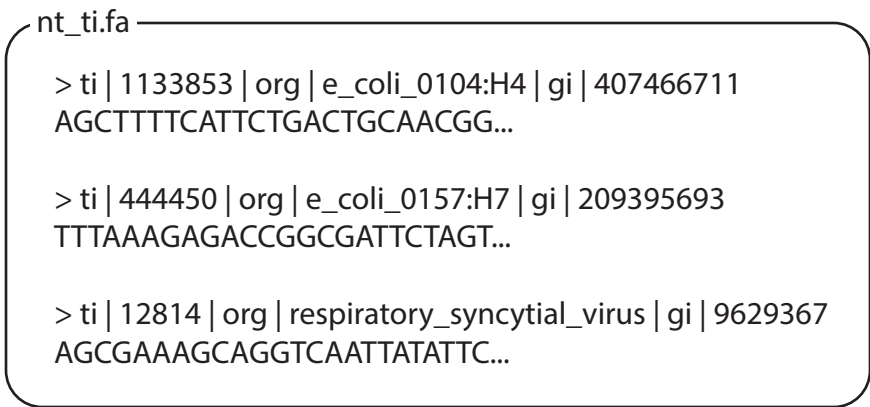 nt_ti.fa
> ti | 1133853 | org | e_coli_0104:H4 | gi | 407466711
AGCTTTTCATTCTGACTGCAACGG...
> ti | 444450 | org | e_coli_0157:H7 | gi | 209395693
TTTAAAGAGACCGGCGATTCTAGT...
> ti | 12814 | org | respiratory_syncytial_virus | gi | 9629367
AGCGAAAGCAGGTCAATTATATTC...